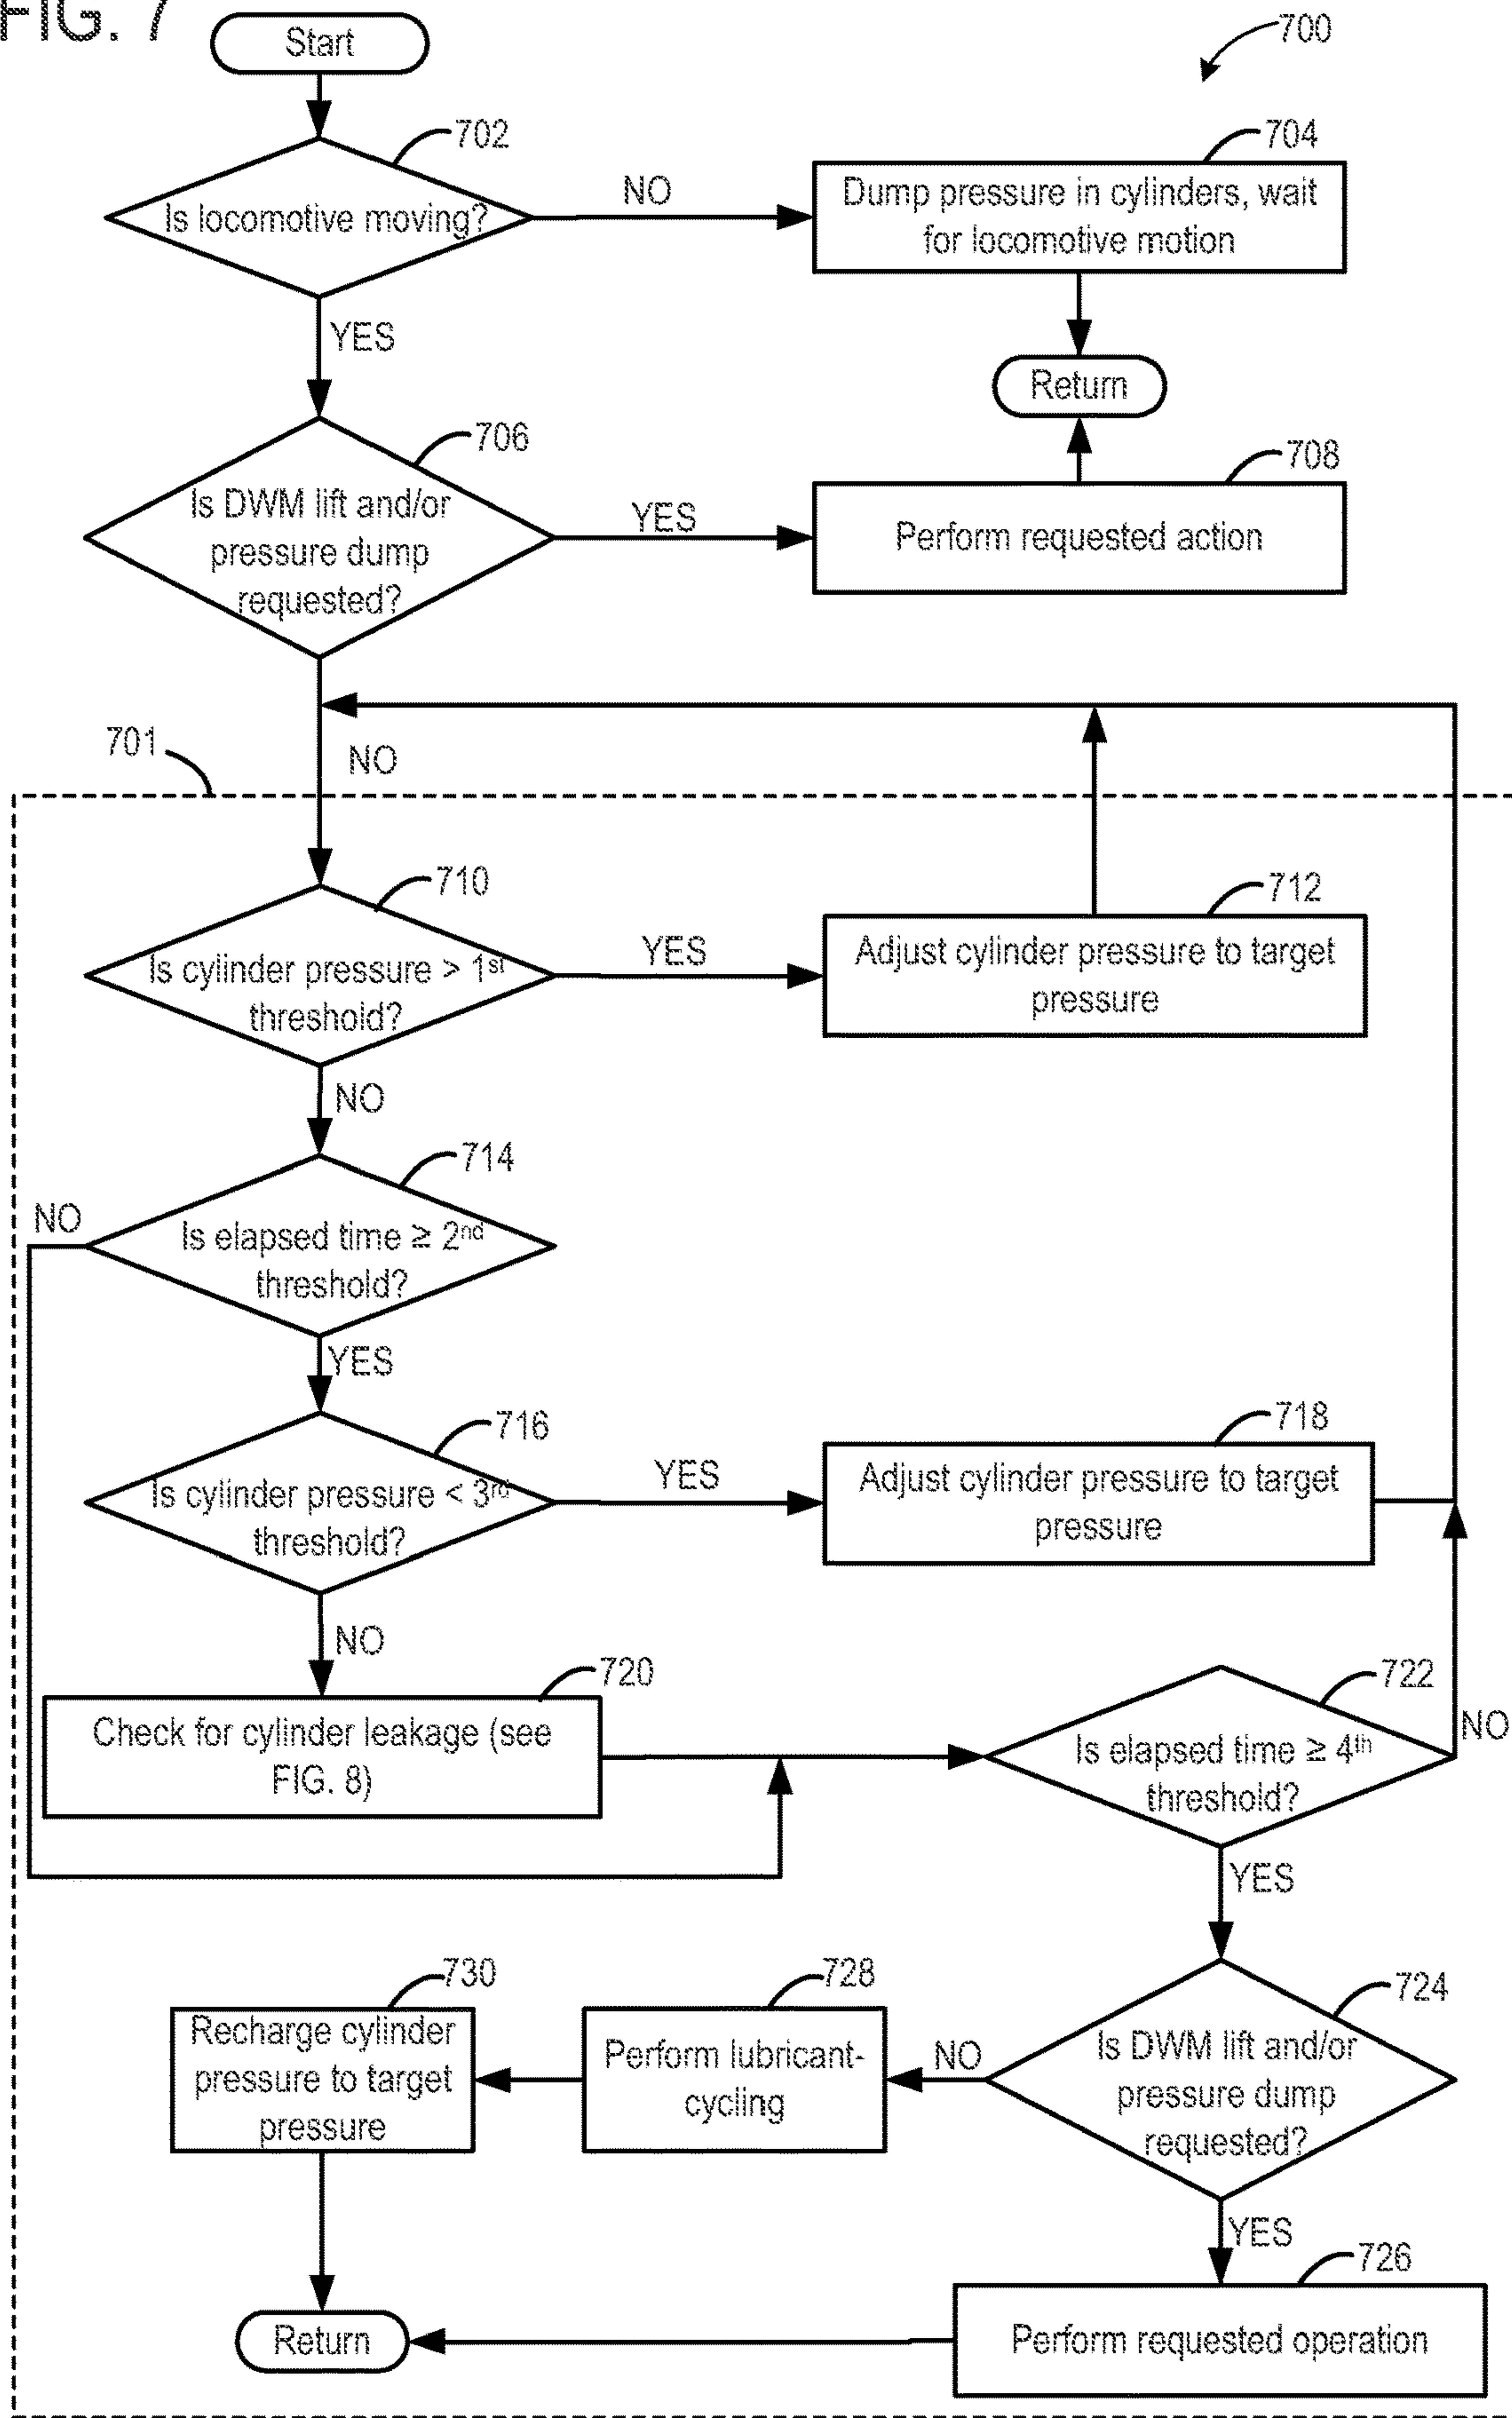 FIG. 7
Start
700
702
704
Is locomotive moving?
NO
Dump pressure in cylinders, wait
for locomotive motion
YES
Return
706
708
Is DWM lift and/or
pressure dump
requested?
YES
Perform requested action
701
NO
710
712
Is cylinder pressure > 1st
threshold?
YES
Adjust cylinder pressure to target
pressure
NO
714
NO
Is elapsed time ≥ 2nd
threshold?
YES
716
718
Is cylinder pressure < 3rd
threshold?
YES
Adjust cylinder pressure to target
pressure
NO
720
722
Check for cylinder leakage (see
FIG. 8)
Is elapsed time ≥ 4th
threshold?
NO
YES
730
728
724
Recharge cylinder
pressure to target
pressure
Perform lubricant-
cycling
NO
Is DWM lift and/or
pressure dump
requested?
YES
726
Return
Perform requested operation